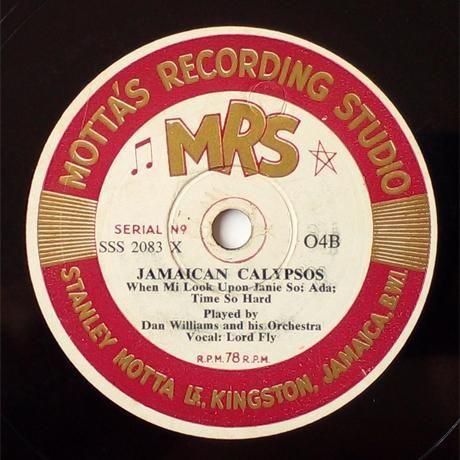 MOTTA'S RECORDING STUDIO
MRS
SERIAL Nº
SSS 2083 X
O4B
JAMAICAN CALYPSOS
When Mi Look Upon Janie So; Ada;
Time So Hard
Played by
Dan Williams and his Orchestra
Vocal: Lord Fly
R.P.M. 78 R.P.M.
STANLEY MOTTA LE, KINGSTON, JAMAICA, B.W.I.